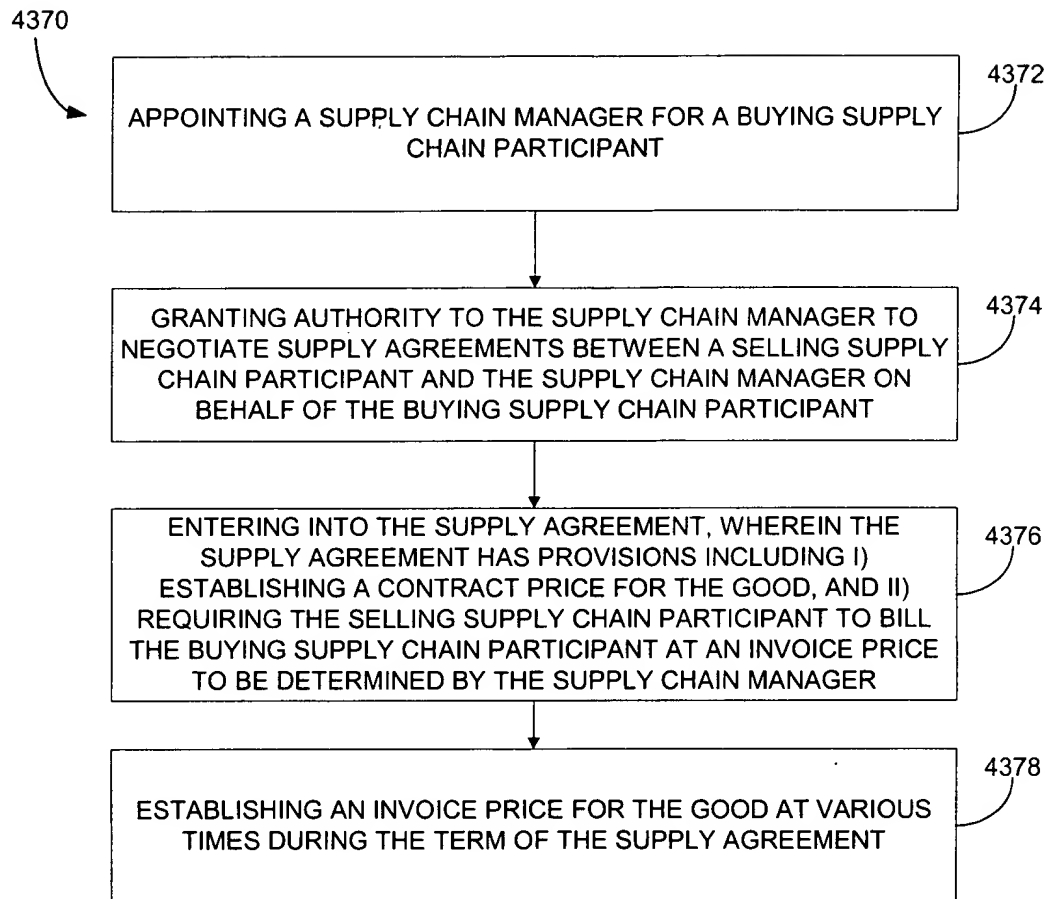 4370
4372
APPOINTING A SUPPLY CHAIN MANAGER FOR A BUYING SUPPLY
CHAIN PARTICIPANT
4374
GRANTING AUTHORITY TO THE SUPPLY CHAIN MANAGER TO
NEGOTIATE SUPPLY AGREEMENTS BETWEEN A SELLING SUPPLY
CHAIN PARTICIPANT AND THE SUPPLY CHAIN MANAGER ON
BEHALF OF THE BUYING SUPPLY CHAIN PARTICIPANT
4376
ENTERING INTO THE SUPPLY AGREEMENT, WHEREIN THE
SUPPLY AGREEMENT HAS PROVISIONS INCLUDING I)
ESTABLISHING A CONTRACT PRICE FOR THE GOOD, AND II)
REQUIRING THE SELLING SUPPLY CHAIN PARTICIPANT TO BILL
THE BUYING SUPPLY CHAIN PARTICIPANT AT AN INVOICE PRICE
TO BE DETERMINED BY THE SUPPLY CHAIN MANAGER
4378
ESTABLISHING AN INVOICE PRICE FOR THE GOOD AT VARIOUS
TIMES DURING THE TERM OF THE SUPPLY AGREEMENT